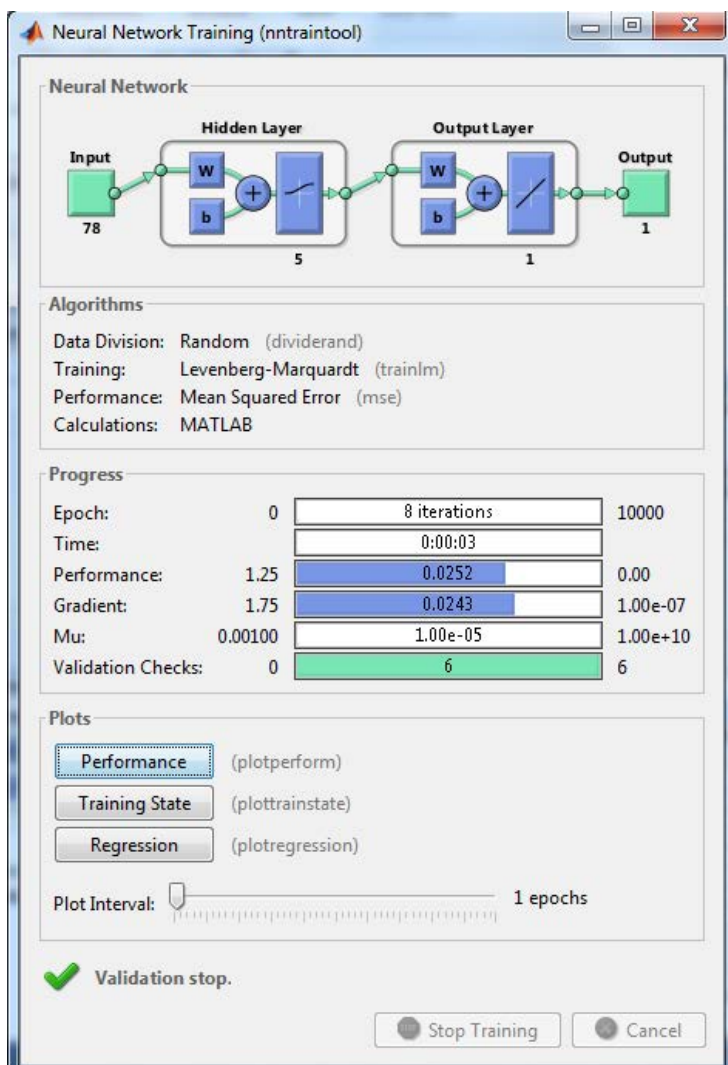 Neural Network Training (nntraintool)
Neural Network
Hidden Layer Output Layer
Input Output
W W
b b
78 5 1 1
Algorithms
Data Division: Random (dividerand)
Training: Levenberg-Marquardt (trainlm)
Performance: Mean Squared Error (mse)
Calculations: MATLAB
Progress
Epoch: 0 8 iterations 10000
Time: 0:00:03
Performance: 1.25 0.0252 0.00
Gradient: 1.75 0.0243 1.00e-07
Mu: 0.00100 1.00e-05 1.00e+10
Validation Checks: 0 6 6
Plots
Performance (plotperform)
Training State (plottrainstate)
Regression (plotregression)
Plot Interval: 1 epochs
Validation stop.
Stop Training Cancel